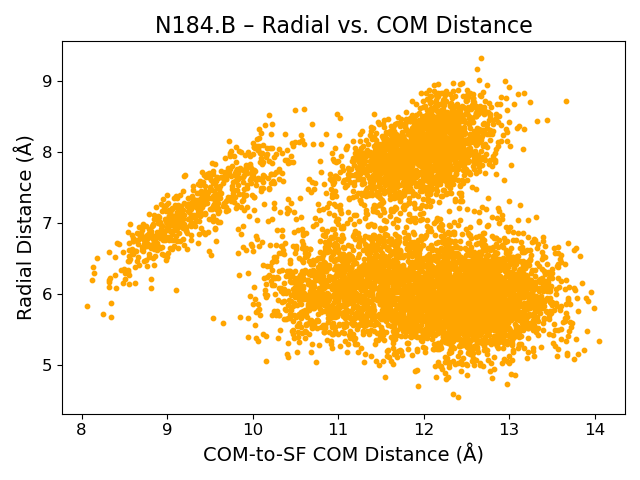 N184.B – Radial vs. COM Distance
Radial Distance (Å)
9
8
7
6
5
8 9 10 11 12 13 14
COM-to-SF COM Distance (Å)